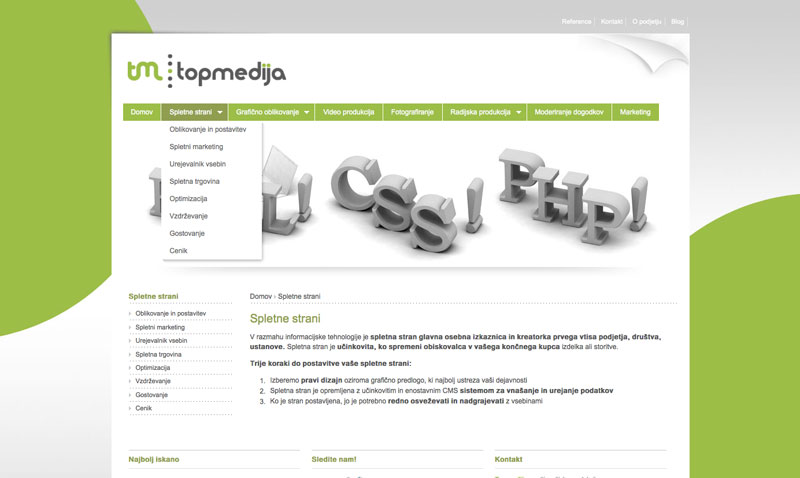 Reference Kontakt O podjetju Blog
tm topmedija
Domov Spletne strani Grafično oblikovanje Video produkcija Fotografiranje Radijska produkcija Moderiranje dogodkov Marketing
Oblikovanje in postavitev
Spletni marketing
Urejevalnik vsebin
Spletna trgovina
Optimizacija
Vzdrževanje
Gostovanje
Cenik
CSS! PHP!
Spletne strani
› Oblikovanje in postavitev
› Spletni marketing
› Urejevalnik vsebin
› Spletna trgovina
› Optimizacija
› Vzdrževanje
› Gostovanje
› Cenik
Domov › Spletne strani
Spletne strani
V razmahu informacijske tehnologije je spletna stran glavna osebna izkaznica in kreatorka prvega vtisa podjetja, društva,
ustanove. Spletna stran je učinkovita, ko spremeni obiskovalca v vašega končnega kupca izdelka ali storitve.
Trije koraki do postavitve vaše spletne strani:
1. Izberemo pravi dizajn oziroma grafično predlogo, ki najbolj ustreza vaši dejavnosti
2. Spletna stran je opremljena z učinkovitim in enostavnim CMS sistemom za vnašanje in urejanje podatkov
3. Ko je stran postavljena, jo je potrebno redno osveževati in nadgrajevati z vsebinami
Najbolj iskano
Sledite nam!
Kontakt